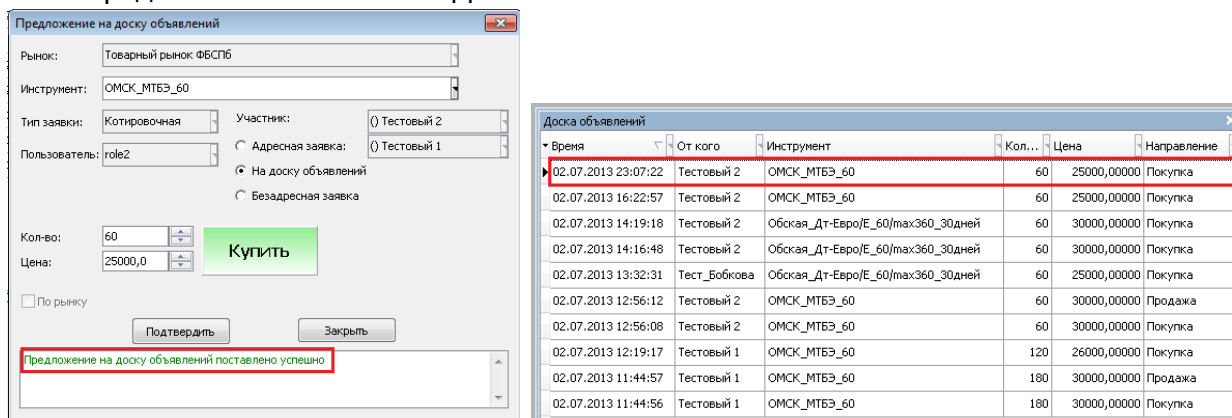 Предложение на доску объявлений
Рынок: Товарный рынок ФБСПб
Инструмент: ОМСК_МТБЭ_60
Тип заявки: Котировочная Участник: () Тестовый 2
Пользователь: role2 Адресная заявка: () Тестовый 1
На доску объявлений
Безадресная заявка
Кол-во: 60
Цена: 25000,0
Купить
По рынку
Подтвердить Закрыть
Предложение на доску объявлений поставлено успешно
Доска объявлений
Время От кого Инструмент Кол... Цена Направление
02.07.2013 23:07:22 Тестовый 2 ОМСК_МТБЭ_60 60 25000,00000 Покупка
02.07.2013 16:22:57 Тестовый 2 ОМСК_МТБЭ_60 60 25000,00000 Покупка
02.07.2013 14:19:18 Тестовый 2 Обская_Дт-Евро/Е_60/max360_30дней 60 30000,00000 Покупка
02.07.2013 14:16:48 Тестовый 2 Обская_Дт-Евро/Е_60/max360_30дней 60 30000,00000 Покупка
02.07.2013 13:32:31 Тест_Бобкова Обская_Дт-Евро/Е_60/max360_30дней 60 25000,00000 Покупка
02.07.2013 12:56:12 Тестовый 2 ОМСК_МТБЭ_60 60 30000,00000 Продажа
02.07.2013 12:56:08 Тестовый 2 ОМСК_МТБЭ_60 60 30000,00000 Покупка
02.07.2013 12:19:17 Тестовый 1 ОМСК_МТБЭ_60 120 26000,00000 Покупка
02.07.2013 11:44:57 Тестовый 1 ОМСК_МТБЭ_60 180 30000,00000 Продажа
02.07.2013 11:44:56 Тестовый 1 ОМСК_МТБЭ_60 180 30000,00000 Покупка